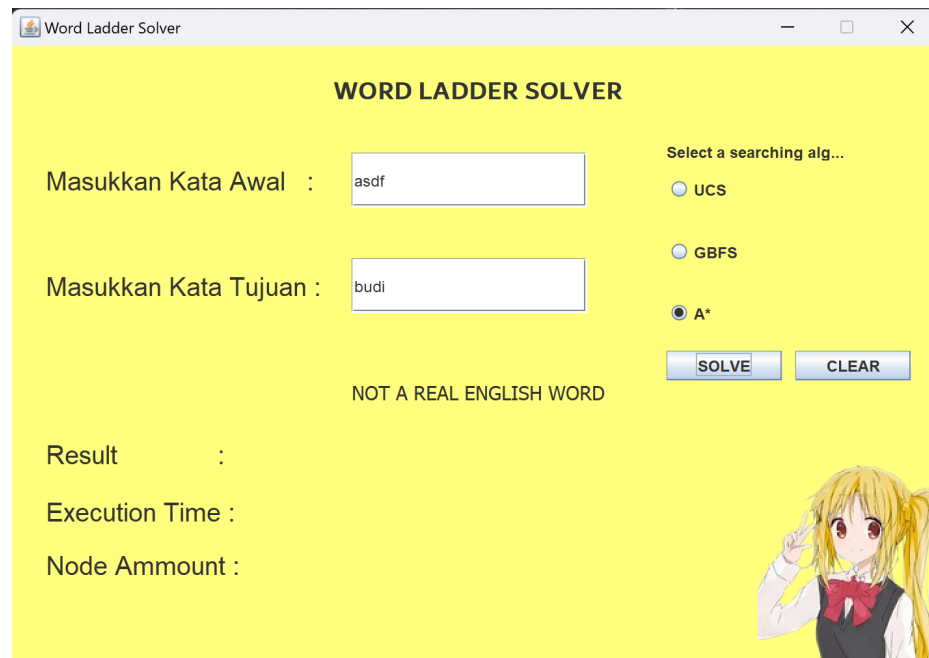 Word Ladder Solver
WORD LADDER SOLVER
Masukkan Kata Awal :
asdf
Masukkan Kata Tujuan :
budi
Select a searching alg...
UCS
GBFS
A*
SOLVE
CLEAR
NOT A REAL ENGLISH WORD
Result :
Execution Time :
Node Ammount :